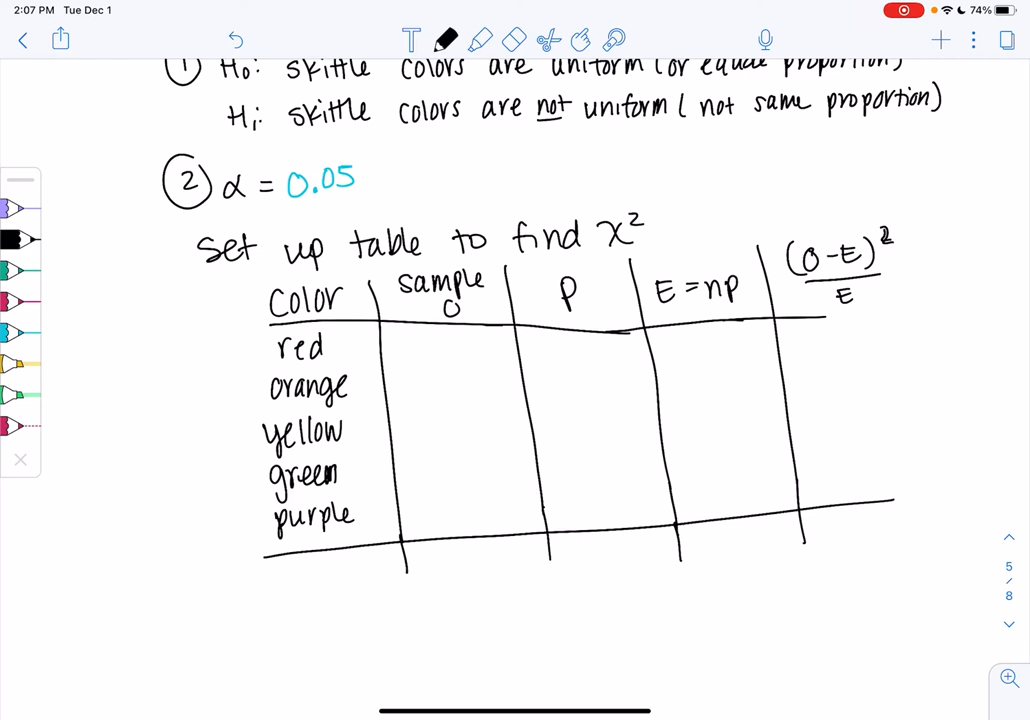 2:07 PM Tue Dec 1
74%
① H₀: skittle colors are uniform (or equal proportion)
H₁: skittle colors are not uniform (not same proportion)
② α = 0.05
set up table to find x²
color sample O P E = np (O-E)²/E
red
orange
yellow
green
purple
5
/
8